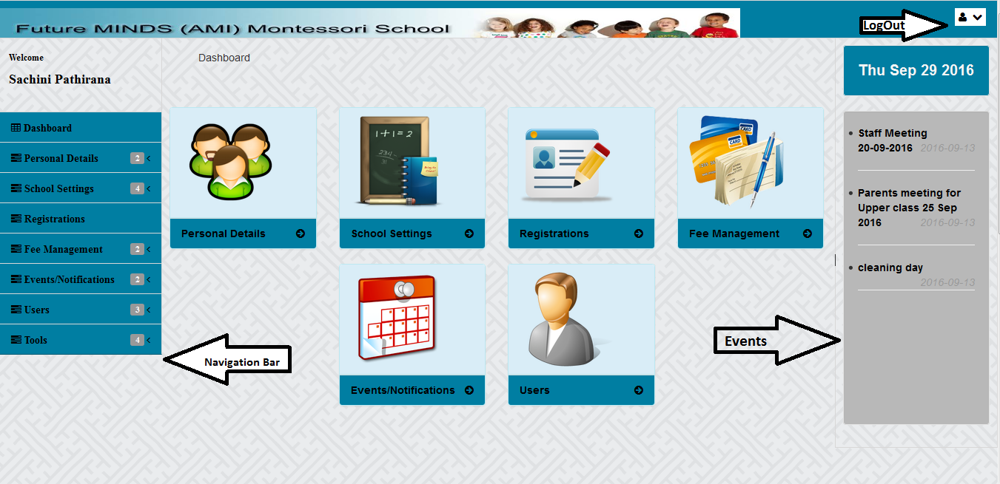 Future MINDS (AMI) Montessori School
LogOut
Welcome
Sachini Pathirana
Dashboard
Personal Details 2
School Settings 4
Registrations
Fee Management 2
Events/Notifications 2
Users 3
Tools 4
Navigation Bar
Dashboard
1+1=2
CARD
CARD
Personal Details
School Settings
Registrations
Fee Management
Events/Notifications
Users
Thu Sep 29 2016
Staff Meeting
20-09-2016 2016-09-13
Parents meeting for
Upper class 25 Sep
2016 2016-09-13
cleaning day
2016-09-13
Events